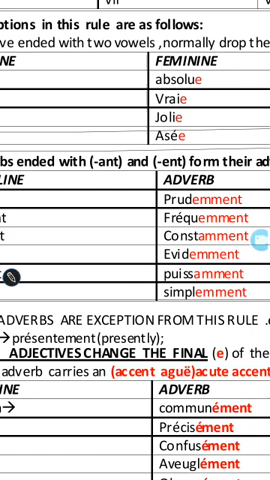 vii
ptions in this rule are as follows:
ve ended with two vowels ,normally drop the
NE FEMININE
absolue
Vraie
Jolie
Asée
bs ended with (-ant) and (-ent) form their ad
LINE ADVERB
Prudemment
nt Fréquemment
t Constamment
Evidemment
puissamment
simplemment
ADVERBS ARE EXCEPTION FROM THIS RULE .e
→ présentement(presently);
ADJECTIVES CHANGE THE FINAL (e) of the
adverb carries an (accent aguë)acute accent
INE ADVERB
→ communément
Précisément
Confusément
Aveuglément